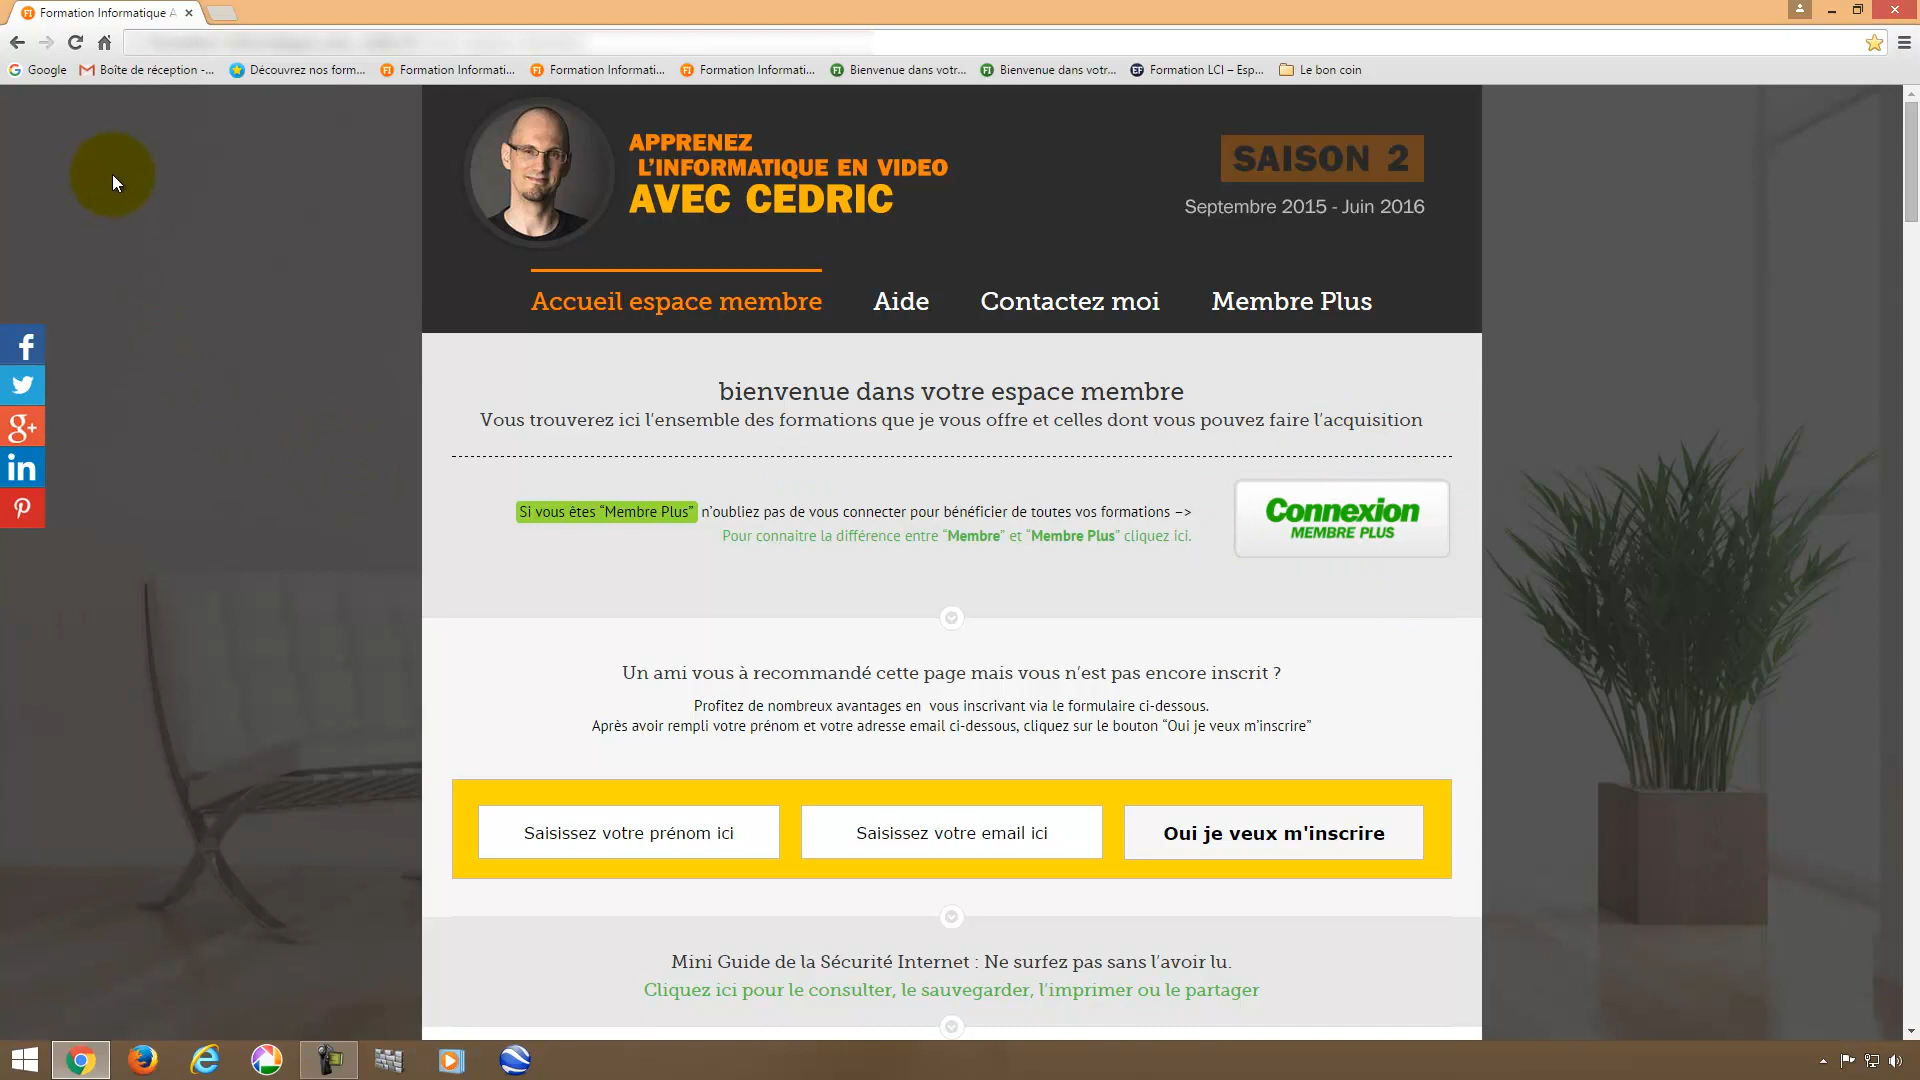 Formation Informatique A
Google
Boîte de réception -...
Découvrez nos form...
Formation Informati...
Formation Informati...
Formation Informati...
Bienvenue dans votr...
Bienvenue dans votr...
Formation LCI – Esp...
Le bon coin
APPRENEZ
L'INFORMATIQUE EN VIDEO
AVEC CEDRIC
SAISON 2
Septembre 2015 - Juin 2016
Accueil espace membre
Aide
Contactez moi
Membre Plus
bienvenue dans votre espace membre
Vous trouverez ici l'ensemble des formations que je vous offre et celles dont vous pouvez faire l'acquisition
Si vous êtes “Membre Plus” n'oubliez pas de vous connecter pour bénéficier de toutes vos formations –>
Pour connaitre la différence entre “Membre” et “Membre Plus” cliquez ici.
Connexion
MEMBRE PLUS
Un ami vous à recommandé cette page mais vous n'est pas encore inscrit ?
Profitez de nombreux avantages en vous inscrivant via le formulaire ci-dessous.
Après avoir rempli votre prénom et votre adresse email ci-dessous, cliquez sur le bouton “Oui je veux m'inscrire”
Saisissez votre prénom ici
Saisissez votre email ici
Oui je veux m'inscrire
Mini Guide de la Sécurité Internet : Ne surfez pas sans l'avoir lu.
Cliquez ici pour le consulter, le sauvegarder, l'imprimer ou le partager